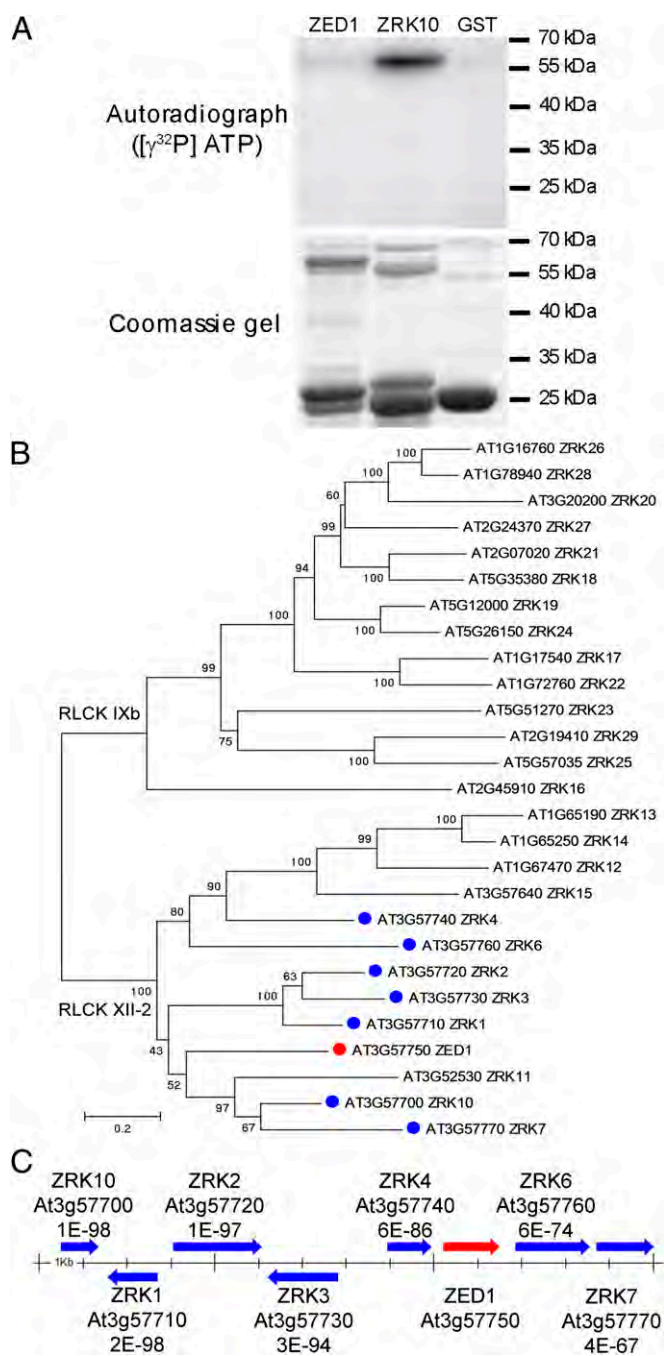 A
ZED1 ZRK10 GST
Autoradiograph
([γ32P] ATP)
70 kDa
55 kDa
40 kDa
35 kDa
25 kDa
Coomassie gel
70 kDa
55 kDa
40 kDa
35 kDa
25 kDa
B
AT1G16760 ZRK26
100
100
AT1G78940 ZRK28
60
AT3G20200 ZRK20
99
AT2G24370 ZRK27
94
AT2G07020 ZRK21
100
AT5G35380 ZRK18
100
AT5G12000 ZRK19
100
AT5G26150 ZRK24
99
AT1G17540 ZRK17
100
AT1G72760 ZRK22
RLCK IXb
AT5G51270 ZRK23
75
AT2G19410 ZRK29
100
AT5G57035 ZRK25
AT2G45910 ZRK16
AT1G65190 ZRK13
100
AT1G65250 ZRK14
99
100
AT1G67470 ZRK12
90
AT3G57640 ZRK15
80
AT3G57740 ZRK4
AT3G57760 ZRK6
63
AT3G57720 ZRK2
RLCK XII-2
100
100
AT3G57730 ZRK3
AT3G57710 ZRK1
43
AT3G57750 ZED1
52
AT3G52530 ZRK11
97
AT3G57700 ZRK10
67
AT3G57770 ZRK7
0.2
C
ZRK10 ZRK2 ZRK4 ZRK6
At3g57700 At3g57720 At3g57740 At3g57760
1E-98 1E-97 6E-86 6E-74
1Kb
ZRK1 ZRK3 ZED1 ZRK7
At3g57710 At3g57730 At3g57750 At3g57770
2E-98 3E-94 4E-67